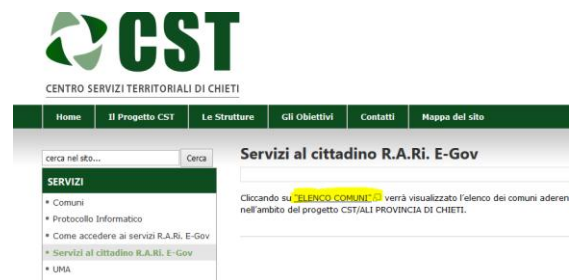 CST
CENTRO SERVIZI TERRITORIALI DI CHIETI
Home Il Progetto CST Le Strutture Gli Obiettivi Contatti Mappa del sito
cerca nel sito... Cerca
SERVIZI
Comuni
Protocollo Informatico
Come accedere ai servizi R.A.Ri. E-Gov
Servizi al cittadino R.A.Ri. E-Gov
UMA
Servizi al cittadino R.A.Ri. E-Gov
Cliccando su "ELENCO COMUNI" verrà visualizzato l'elenco dei comuni aderen
nell'ambito del progetto CST/ALI PROVINCIA DI CHIETI.